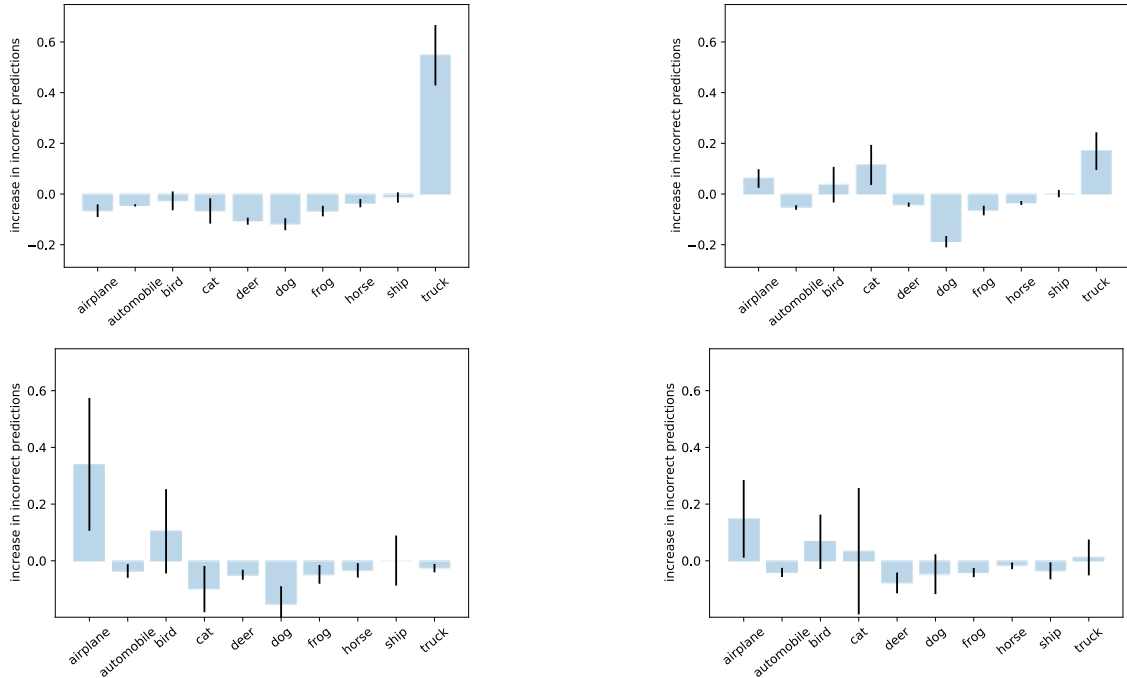 increase in incorrect predictions
0.6
0.4
0.2
0.0
−0.2
airplane
automobile
bird
cat
deer
dog
frog
horse
ship
truck
increase in incorrect predictions
0.6
0.4
0.2
0.0
−0.2
airplane
automobile
bird
cat
deer
dog
frog
horse
ship
truck
increase in incorrect predictions
0.6
0.4
0.2
0.0
airplane
automobile
bird
cat
deer
dog
frog
horse
ship
truck
increase in incorrect predictions
0.6
0.4
0.2
0.0
airplane
automobile
bird
cat
deer
dog
frog
horse
ship
truck